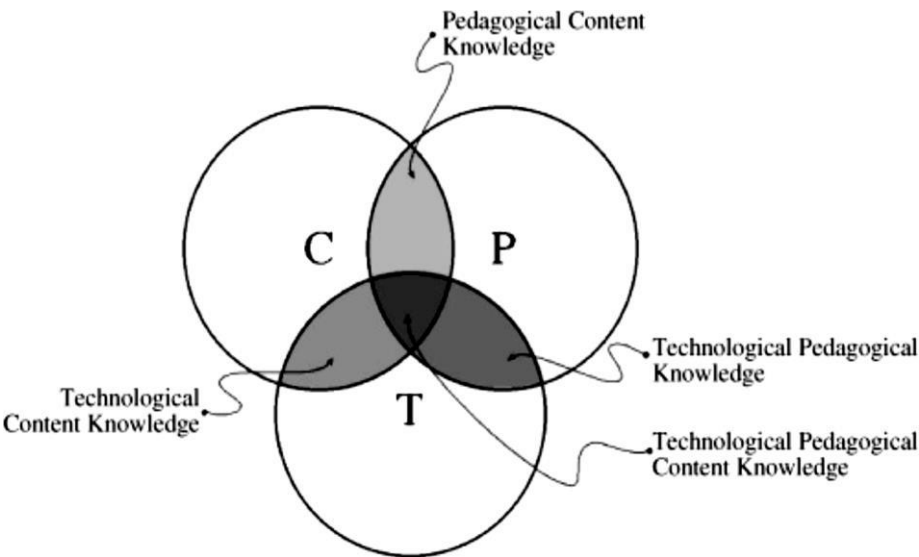 Pedagogical Content
Knowledge
C
P
Technological Pedagogical
Knowledge
Technological
Content Knowledge
T
Technological Pedagogical
Content Knowledge